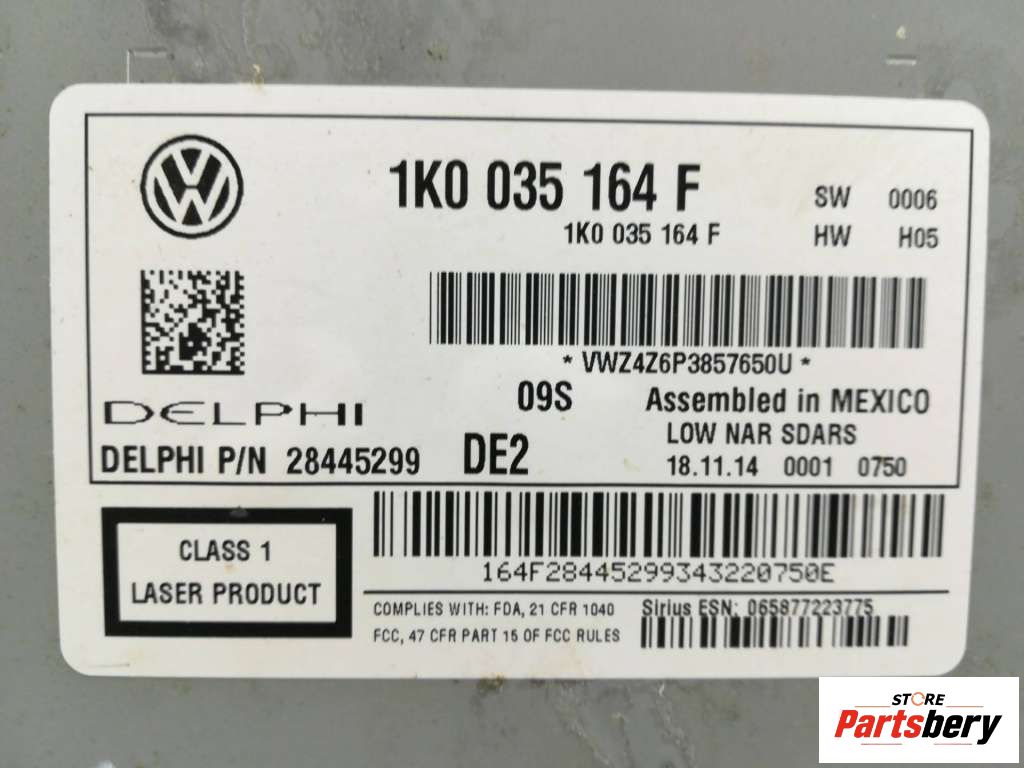 1K0 035 164 F
1K0 035 164 F
SW 0006
HW H05
* VWZ4Z6P3857650U *
DELPHI
DELPHI P/N 28445299
09S
DE2
Assembled in MEXICO
LOW NAR SDARS
18.11.14 0001 0750
CLASS 1
LASER PRODUCT
164F28445299343220750E
COMPLIES WITH: FDA, 21 CFR 1040
FCC, 47 CFR PART 15 OF FCC RULES
Sirius ESN: 065877223775
STORE
Partsbery